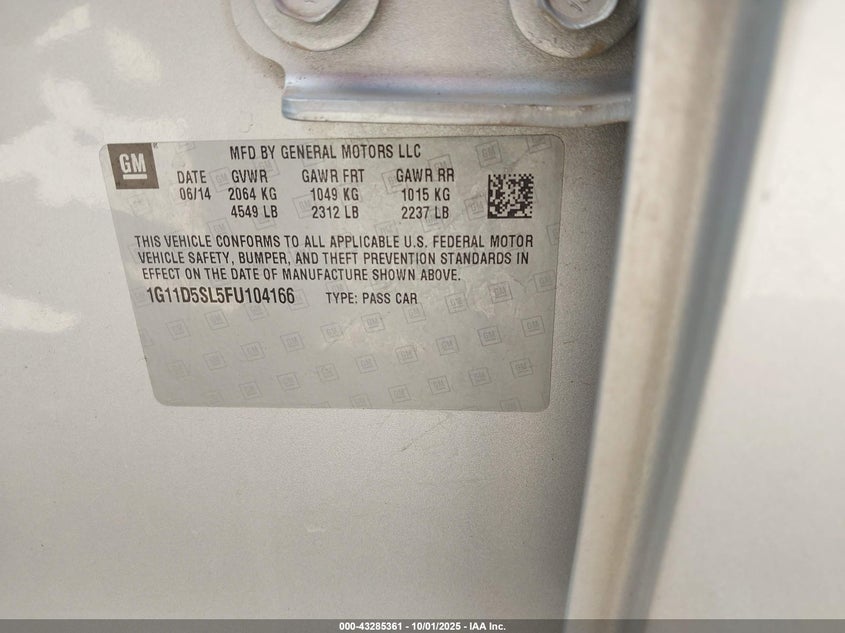 GM
MFD BY GENERAL MOTORS LLC
DATE GVWR GAWR FRT GAWR RR
06/14 2064 KG 1049 KG 1015 KG
4549 LB 2312 LB 2237 LB
THIS VEHICLE CONFORMS TO ALL APPLICABLE U.S. FEDERAL MOTOR
VEHICLE SAFETY, BUMPER, AND THEFT PREVENTION STANDARDS IN
EFFECT ON THE DATE OF MANUFACTURE SHOWN ABOVE.
1G11D5SL5FU104166 TYPE: PASS CAR
000-43285361 - 10/01/2025 - IAA Inc.